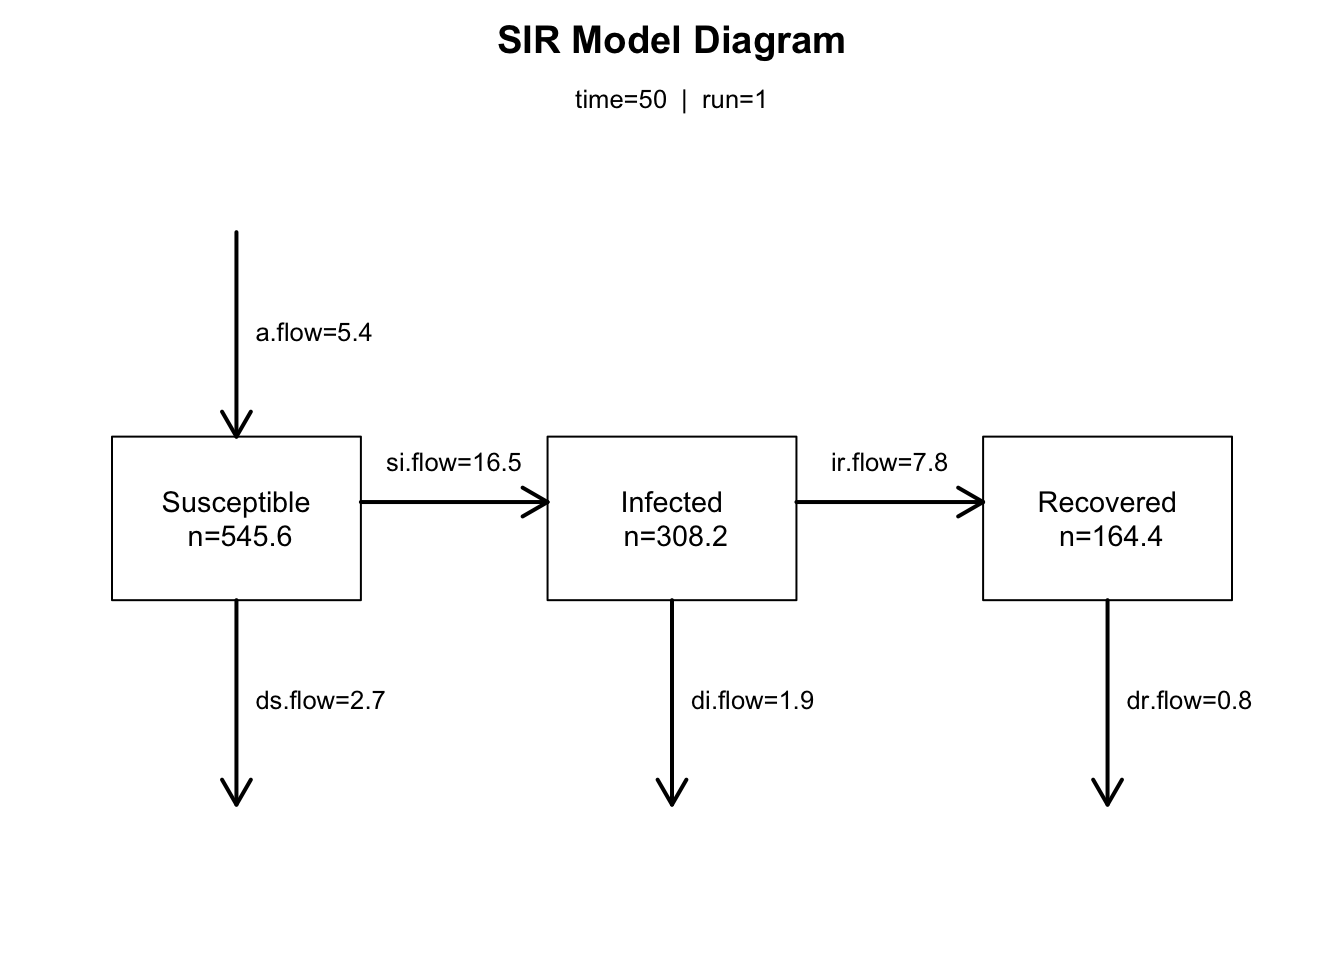 SIR Model Diagram
time=50 | run=1
a.flow=5.4
si.flow=16.5
ir.flow=7.8
Susceptible
n=545.6
Infected
n=308.2
Recovered
n=164.4
ds.flow=2.7
di.flow=1.9
dr.flow=0.8